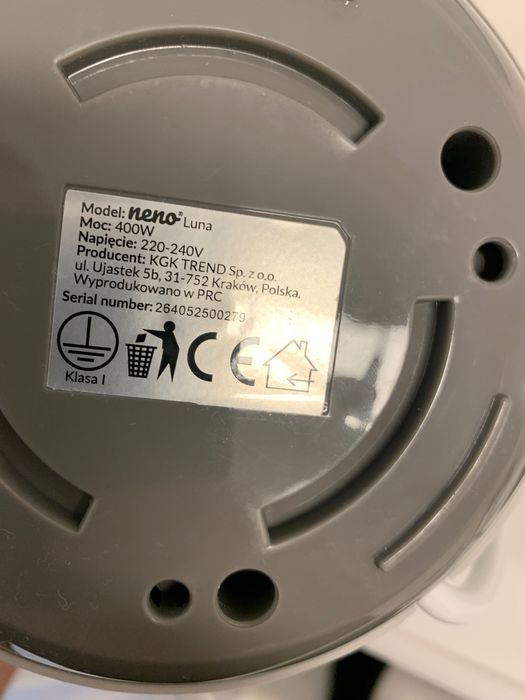 Model: neno® Luna
Moc: 400W
Napięcie: 220-240V
Producent: KGK TREND Sp. z o.o.
ul. Ujastek 5b, 31-752 Kraków, Polska.
Wyprodukowano w PRC
Serial number: 264052500279
CE
Klasa I